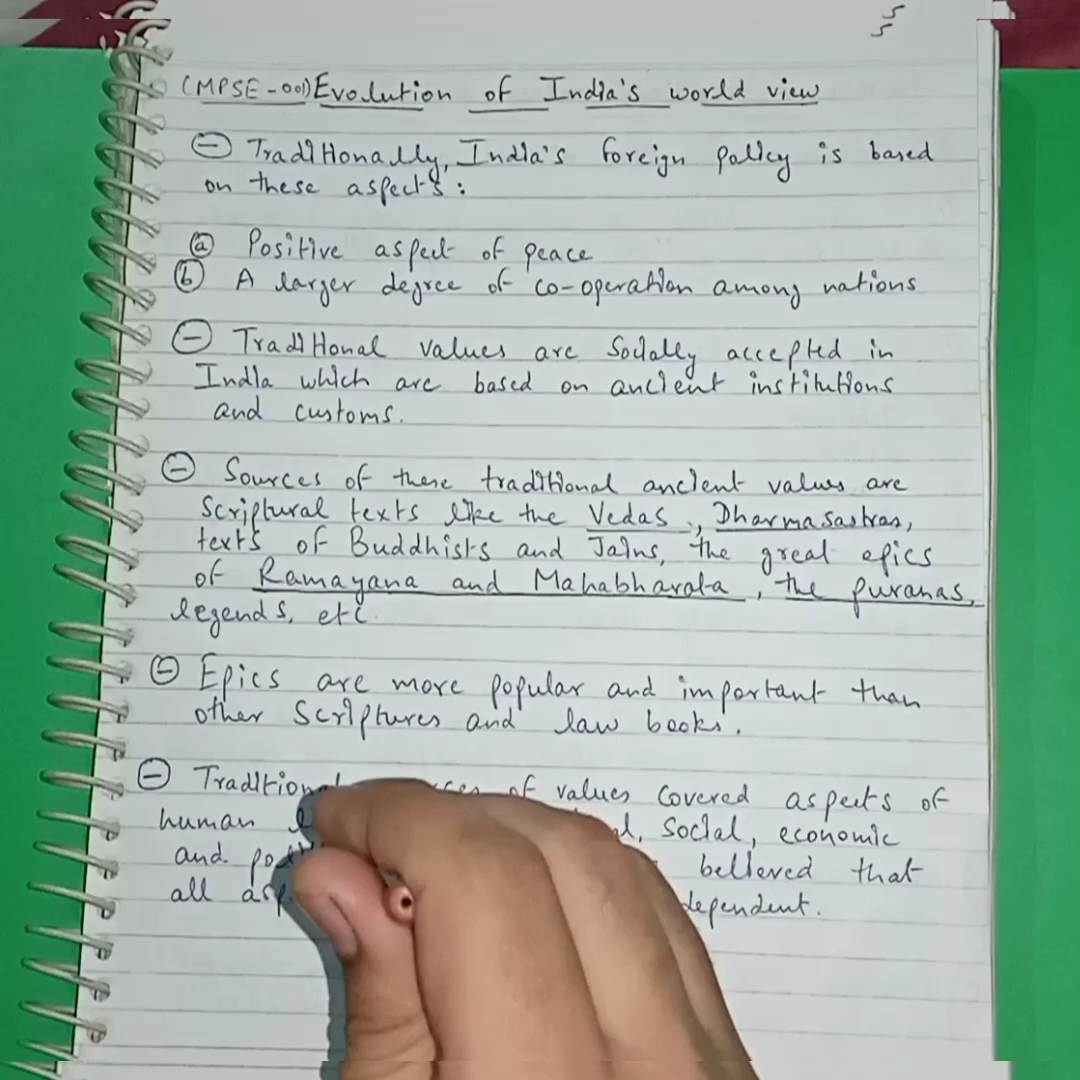 (MPSE-001) Evolution of India's world view
Traditionally, India's foreign policy is based
on these aspects:
(a) Positive aspect of peace
(b) A larger degree of co-operation among nations
Traditional values are socially accepted in
India which are based on ancient institutions
and customs.
Sources of these traditional ancient values are
scriptural texts like the Vedas, Dharmasastras,
texts of Buddhists and Jains, the great epics
of Ramayana and Mahabharata, the puranas,
legends, etc
Epics are more popular and important than
other scriptures and law books.
of values covered aspects of
human social, economic
and believed that
all dependent.